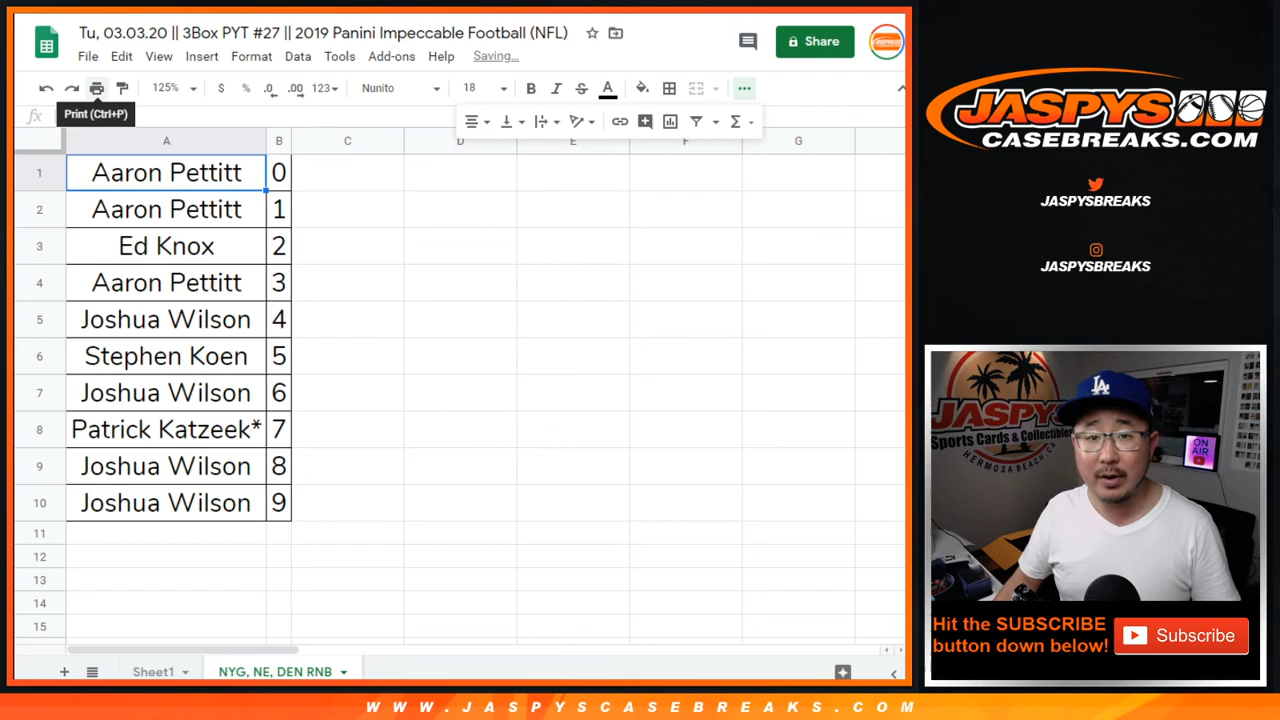 Tu, 03.03.20 || 3Box PYT #27 || 2019 Panini Impeccable Football (NFL)
File Edit View Insert Format Data Tools Add-ons Help Saving...
Share
125% $ % .0 .00 123 Nunito 18 B I S A
Print (Ctrl+P)
fx
A B C D E F G
1 Aaron Pettitt 0
2 Aaron Pettitt 1
3 Ed Knox 2
4 Aaron Pettitt 3
5 Joshua Wilson 4
6 Stephen Koen 5
7 Joshua Wilson 6
8 Patrick Katzeek* 7
9 Joshua Wilson 8
10 Joshua Wilson 9
11
12
13
14
15
Sheet1 NYG, NE, DEN RNB
JASPYS
CASEBREAKS.COM
JASPYSBREAKS
JASPYSBREAKS
JASPYS
Sports Cards & Collectibles
HERMOSA BEACH, CA
LA
ON
AIR
Hit the SUBSCRIBE
button down below!
Subscribe
WWW.JASPYSCASEBREAKS.COM